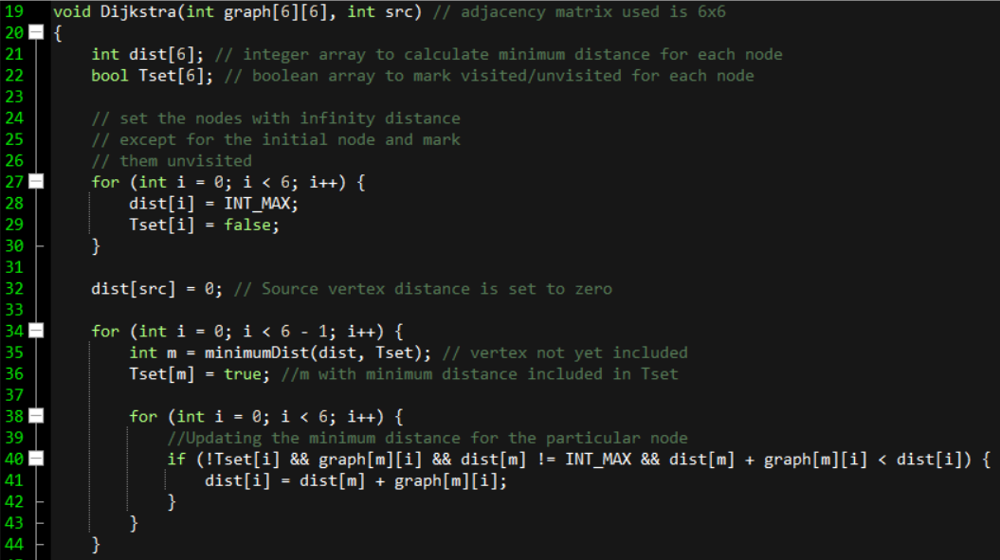 19 void Dijkstra(int graph[6][6], int src) // adjacency matrix used is 6x6
20 {
21     int dist[6]; // integer array to calculate minimum distance for each node
22     bool Tset[6]; // boolean array to mark visited/unvisited for each node
23
24     // set the nodes with infinity distance
25     // except for the initial node and mark
26     // them unvisited
27     for (int i = 0; i < 6; i++) {
28         dist[i] = INT_MAX;
29         Tset[i] = false;
30     }
31
32     dist[src] = 0; // Source vertex distance is set to zero
33
34     for (int i = 0; i < 6 - 1; i++) {
35         int m = minimumDist(dist, Tset); // vertex not yet included
36         Tset[m] = true; //m with minimum distance included in Tset
37
38         for (int i = 0; i < 6; i++) {
39             //Updating the minimum distance for the particular node
40             if (!Tset[i] && graph[m][i] && dist[m] != INT_MAX && dist[m] + graph[m][i] < dist[i]) {
41                 dist[i] = dist[m] + graph[m][i];
42             }
43         }
44     }